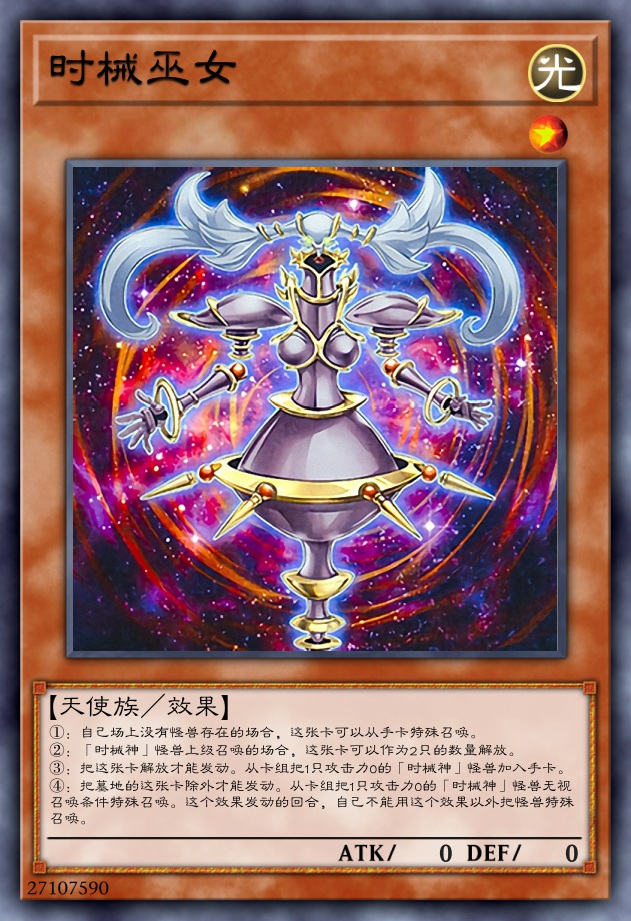 时械巫女
光
【天使族／效果】
①：自己场上没有怪兽存在的场合，这张卡可以从手卡特殊召唤。
②：「时械神」怪兽上级召唤的场合，这张卡可以作为2只的数量解放。
③：把这张卡解放才能发动。从卡组把1只攻击力0的「时械神」怪兽加入手卡。
④：把墓地的这张卡除外才能发动。从卡组把1只攻击力0的「时械神」怪兽无视
召唤条件特殊召唤。这个效果发动的回合，自己不能用这个效果以外把怪兽特殊
召唤。
ATK/ 0 DEF/ 0
27107590